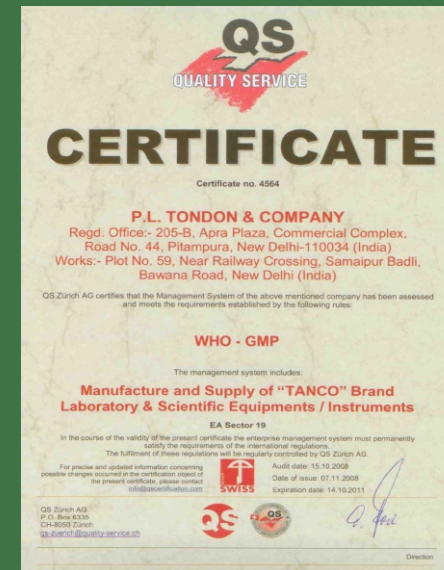 QS
QUALITY SERVICE
CERTIFICATE
Certificate no. 4564
P.L. TONDON & COMPANY
Regd. Office:- 205-B, Apra Plaza, Commercial Complex,
Road No. 44, Pitampura, New Delhi-110034 (India)
Works:- Plot No. 59, Near Railway Crossing, Samaipur Badli,
Bawana Road, New Delhi (India)
QS Zürich AG certifies that the Management System of the above mentioned company has been assessed
and meets the requirements established by the following rules:
WHO - GMP
The management system includes:
Manufacture and Supply of "TANCO" Brand
Laboratory & Scientific Equipments / Instruments
EA Sector 19
In the course of the validity of the present certificate the enterprise management system must permanently
satisfy the requirements of the international regulations.
The fulfilment of these regulations will be regularly controlled by QS Zürich AG.
For precise and updated information concerning
possible changes occurred in the certification object of
the present certificate, please contact
info@qscertification.com
SWISS
Audit date: 15.10.2008
Date of issue: 07.11.2008
Expiration date: 14.10.2011
QS Zürich AG
P.O. Box 6335
CH-8050 Zürich
qs-zuerich@quality-service.ch
QS
QS
Direction